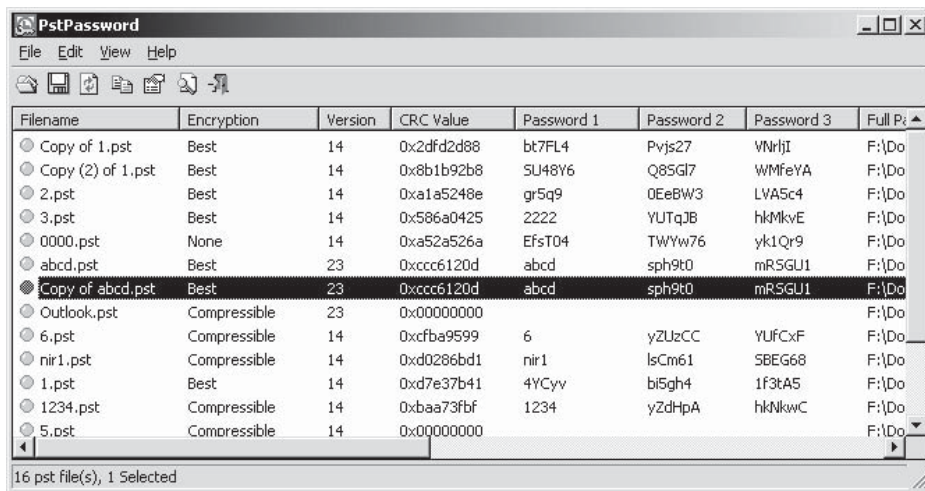 PstPassword
File Edit View Help
Filename Encryption Version CRC Value Password 1 Password 2 Password 3 Full Pa
Copy of 1.pst Best 14 0x2dfd2d88 bt7FL4 Pvjs27 VNrljI F:\Do
Copy (2) of 1.pst Best 14 0x8b1b92b8 SU48Y6 Q85Gl7 WMfeYA F:\Do
2.pst Best 14 0xa1a5248e gr5q9 0EeBW3 LVA5c4 F:\Do
3.pst Best 14 0x586a0425 2222 YUTqJB hkMkvE F:\Do
0000.pst None 14 0xa52a526a EfsT04 TWYw76 yk1Qr9 F:\Do
abcd.pst Best 23 0xccc6120d abcd sph9t0 mRSGU1 F:\Do
Copy of abcd.pst Best 23 0xccc6120d abcd sph9t0 mRSGU1 F:\Do
Outlook.pst Compressible 23 0x00000000 F:\Do
6.pst Compressible 14 0xcfba9599 6 yZUzCC YUfCxF F:\Do
nir1.pst Compressible 14 0xd0286bd1 nir1 lsCm61 SBEG68 F:\Do
1.pst Best 14 0xd7e37b41 4YCyv bi5gh4 1f3tA5 F:\Do
1234.pst Compressible 14 0xbaa73fbf 1234 yZdHpA hkNkwC F:\Do
5.pst Compressible 14 0x00000000 F:\Do
16 pst file(s), 1 Selected